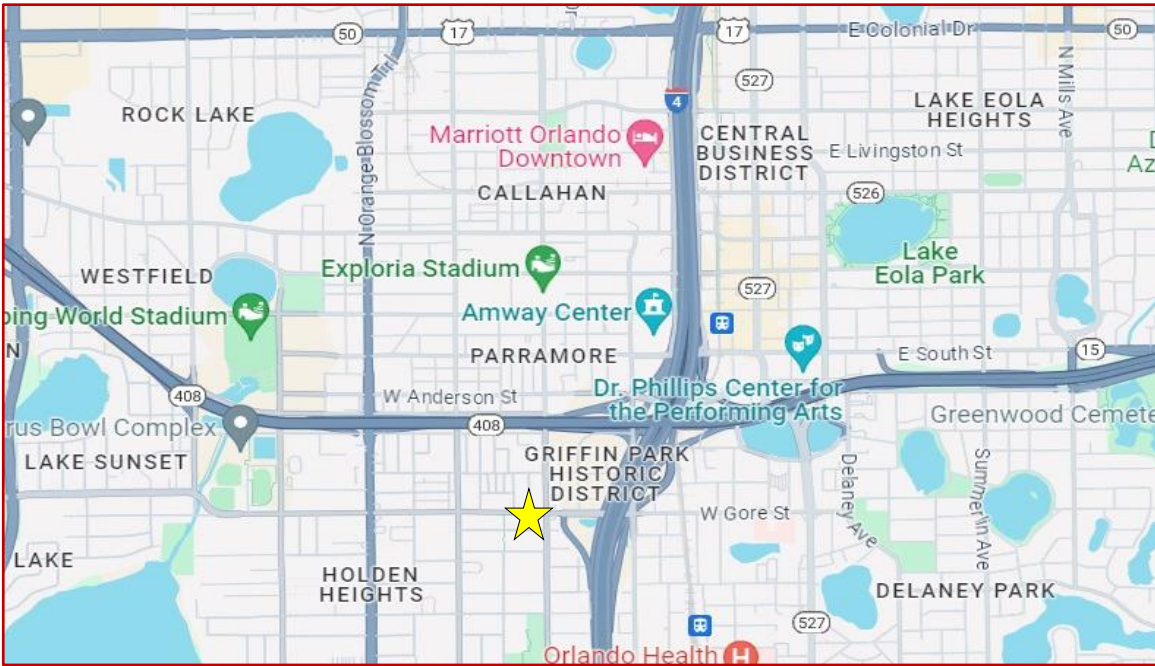 50
17
17
E Colonial Dr
50
527
N Mills Ave
ROCK LAKE
N Orange Blossom Trl
4
LAKE EOLA
HEIGHTS
Marriott Orlando
Downtown
CENTRAL
BUSINESS
DISTRICT
E Livingston St
CALLAHAN
526
WESTFIELD
Exploria Stadium
Lake
Eola Park
527
ping World Stadium
Amway Center
N
PARRAMORE
E South St
15
408
W Anderson St
Dr. Phillips Center for
the Performing Arts
rus Bowl Complex
408
Greenwood Cemete
LAKE SUNSET
GRIFFIN PARK
HISTORIC
DISTRICT
Delaney Ave
Summerlin Ave
W Gore St
LAKE
HOLDEN
HEIGHTS
DELANEY PARK
527
Orlando Health
H